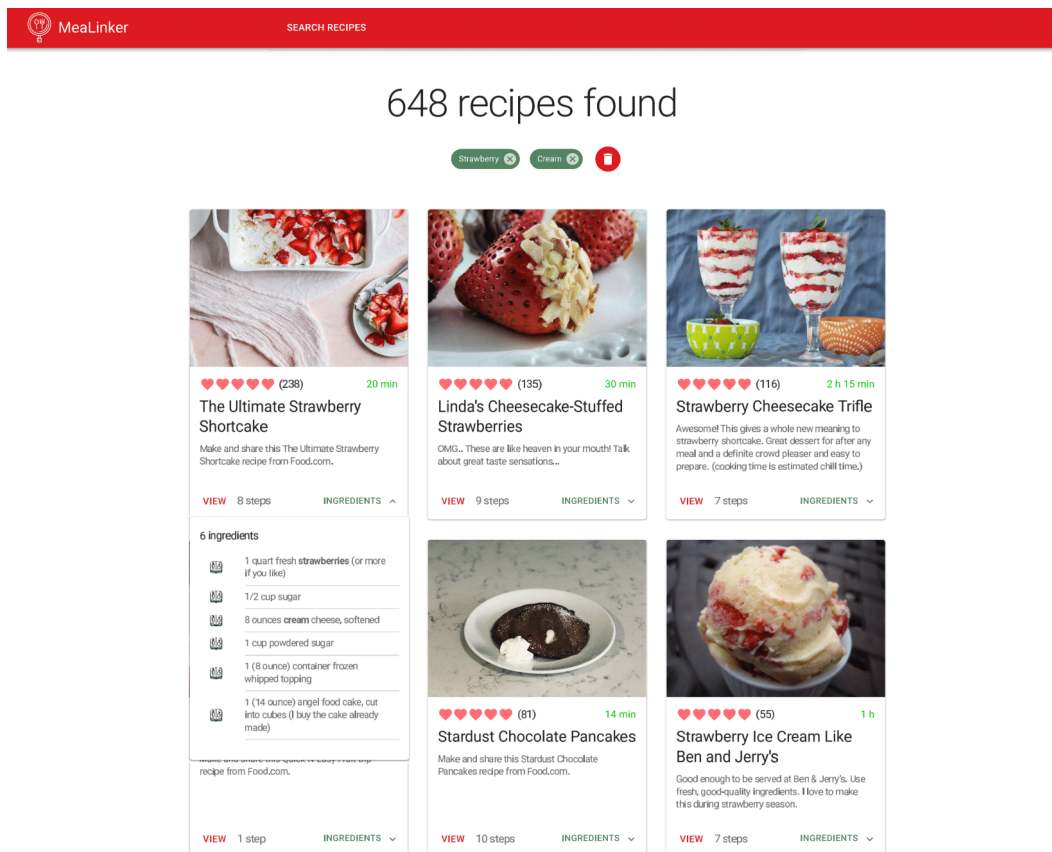 MeaLinker
SEARCH RECIPES
648 recipes found
Strawberry
Cream
(238)
20 min
The Ultimate Strawberry
Shortcake
Make and share this The Ultimate Strawberry
Shortcake recipe from Food.com.
VIEW
8 steps
INGREDIENTS
(135)
30 min
Linda's Cheesecake-Stuffed
Strawberries
OMG.. These are like heaven in your mouth! Talk
about great taste sensations...
VIEW
9 steps
INGREDIENTS
(116)
2 h 15 min
Strawberry Cheesecake Trifle
Awesome! This gives a whole new meaning to
strawberry shortcake. Great dessert for after any
meal and a definite crowd pleaser and easy to
prepare. (cooking time is estimated chill time.)
VIEW
7 steps
INGREDIENTS
6 ingredients
1 quart fresh strawberries (or more
if you like)
1/2 cup sugar
8 ounces cream cheese, softened
1 cup powdered sugar
1 (8 ounce) container frozen
whipped topping
1 (14 ounce) angel food cake, cut
into cubes (I buy the cake already
made)
Make and share this Quick N Easy Fruit Dip
recipe from Food.com.
VIEW
1 step
INGREDIENTS
(81)
14 min
Stardust Chocolate Pancakes
Make and share this Stardust Chocolate
Pancakes recipe from Food.com.
VIEW
10 steps
INGREDIENTS
(55)
1 h
Strawberry Ice Cream Like
Ben and Jerry's
Good enough to be served at Ben & Jerry's. Use
fresh, good-quality ingredients. I love to make
this during strawberry season.
VIEW
7 steps
INGREDIENTS